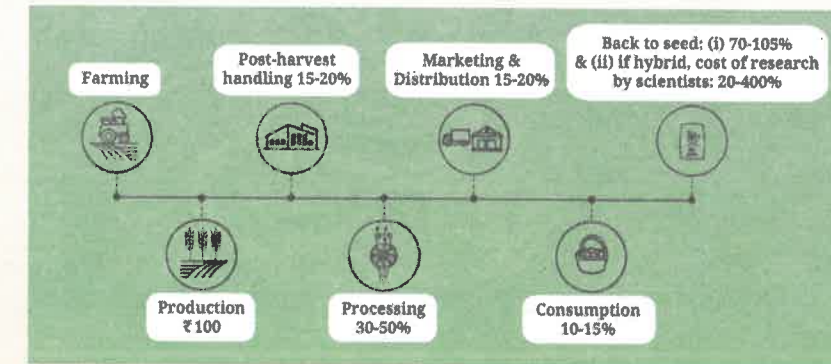 Farming
Post-harvest
handling 15-20%
Marketing &
Distribution 15-20%
Back to seed: (i) 70-105%
& (ii) if hybrid, cost of research
by scientists: 20-400%
Production
₹100
Processing
30-50%
Consumption
10-15%